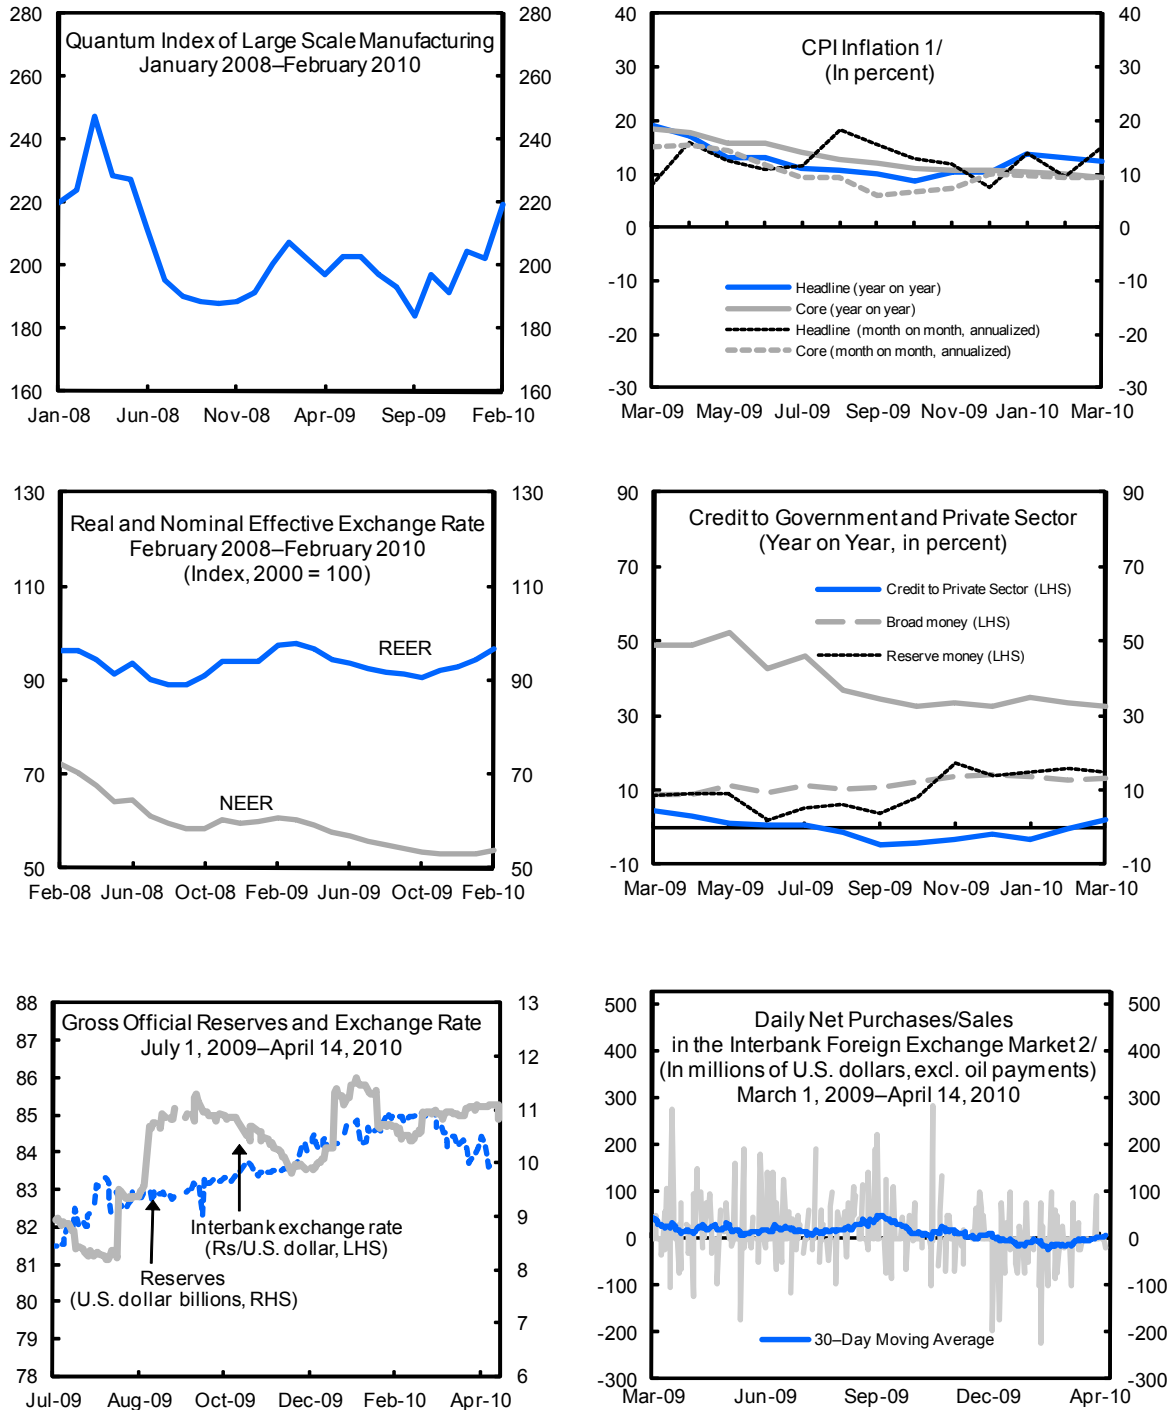 Quantum Index of Large Scale Manufacturing
January 2008–February 2010
280
260
240
220
200
180
160
280
260
240
220
200
180
160
Jan-08 Jun-08 Nov-08 Apr-09 Sep-09 Feb-10
CPI Inflation 1/
(In percent)
40
30
20
10
0
-10
-20
-30
40
30
20
10
0
-10
-20
-30
Headline (year on year)
Core (year on year)
Headline (month on month, annualized)
Core (month on month, annualized)
Mar-09 May-09 Jul-09 Sep-09 Nov-09 Jan-10 Mar-10
Real and Nominal Effective Exchange Rate
February 2008–February 2010
(Index, 2000 = 100)
130
110
90
70
50
130
110
90
70
50
REER
NEER
Feb-08 Jun-08 Oct-08 Feb-09 Jun-09 Oct-09 Feb-10
Credit to Government and Private Sector
(Year on Year, in percent)
90
70
50
30
10
-10
90
70
50
30
10
-10
Credit to Private Sector (LHS)
Broad money (LHS)
Reserve money (LHS)
Mar-09 May-09 Jul-09 Sep-09 Nov-09 Jan-10 Mar-10
Gross Official Reserves and Exchange Rate
July 1, 2009–April 14, 2010
88
87
86
85
84
83
82
81
80
79
78
13
12
11
10
9
8
7
6
Interbank exchange rate
(Rs/U.S. dollar, LHS)
Reserves
(U.S. dollar billions, RHS)
Jul-09 Aug-09 Oct-09 Dec-09 Feb-10 Apr-10
Daily Net Purchases/Sales
in the Interbank Foreign Exchange Market 2/
(In millions of U.S. dollars, excl. oil payments)
March 1, 2009–April 14, 2010
500
400
300
200
100
0
-100
-200
-300
500
400
300
200
100
0
-100
-200
-300
30–Day Moving Average
Mar-09 Jun-09 Sep-09 Dec-09 Apr-10